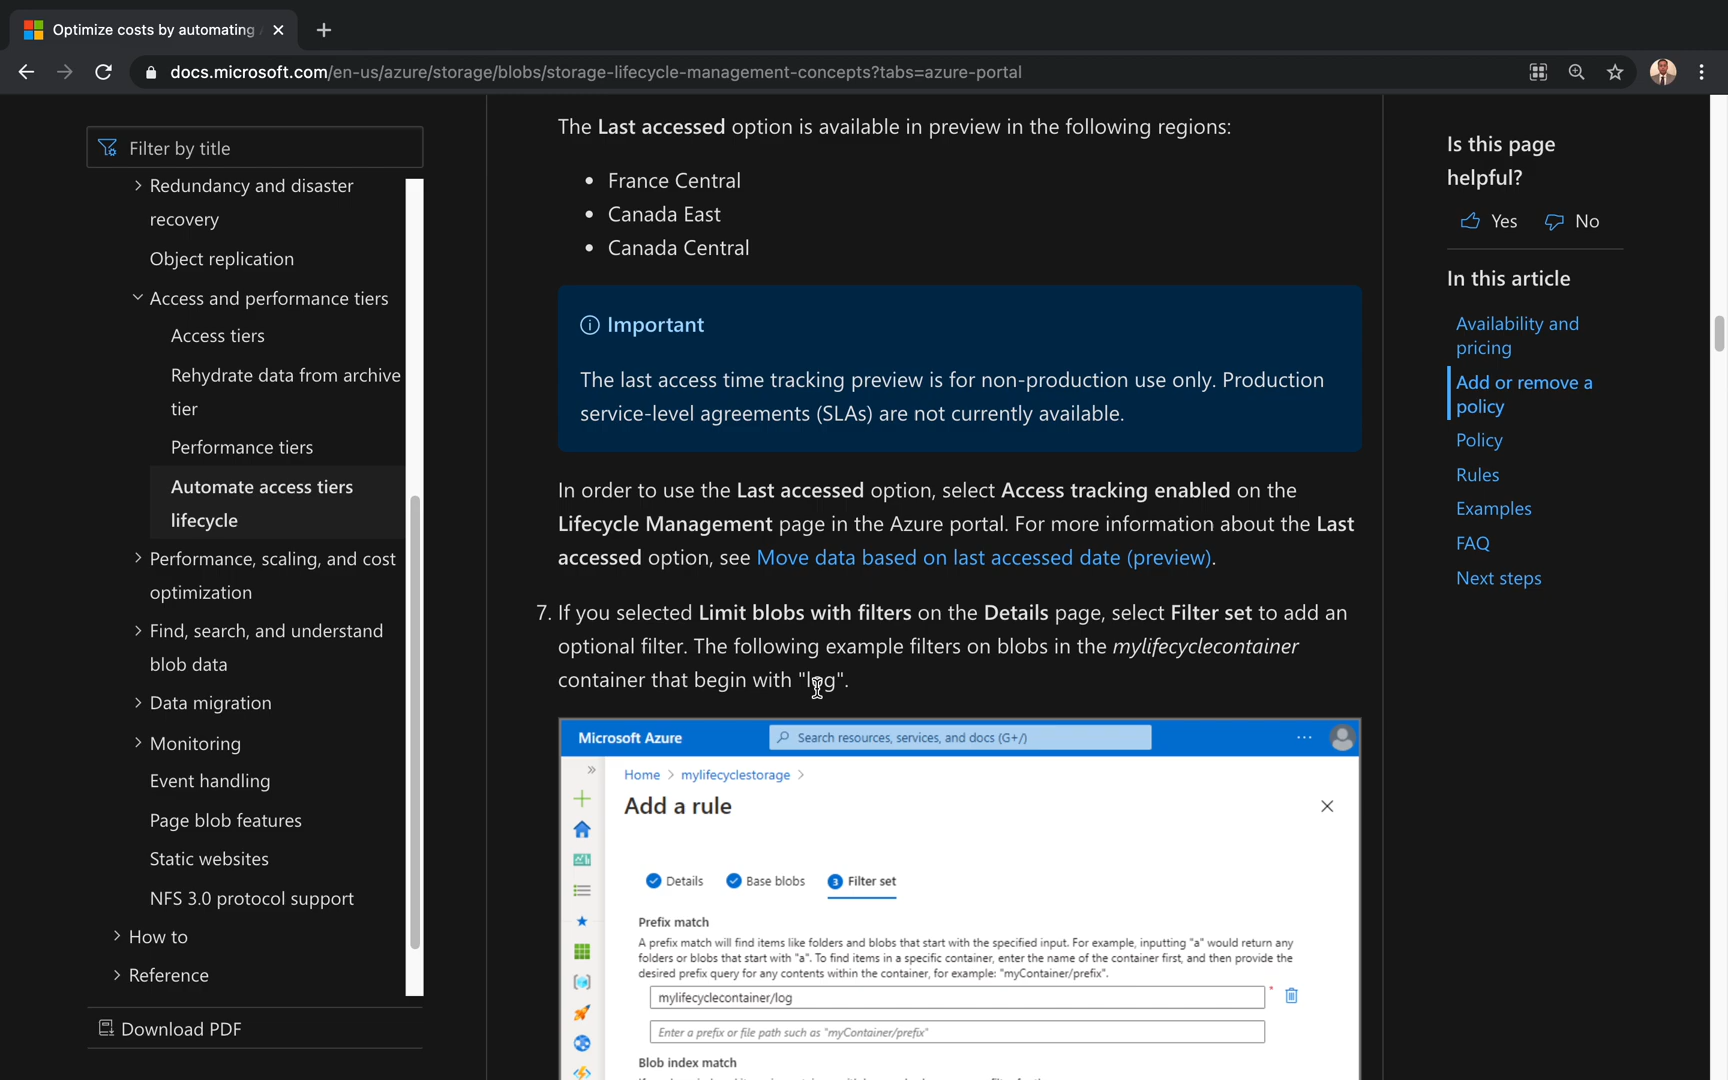 Optimize costs by automating
docs.microsoft.com/en-us/azure/storage/blobs/storage-lifecycle-management-concepts?tabs=azure-portal
Filter by title
Redundancy and disaster
recovery
Object replication
Access and performance tiers
Access tiers
Rehydrate data from archive
tier
Performance tiers
Automate access tiers
lifecycle
Performance, scaling, and cost
optimization
Find, search, and understand
blob data
Data migration
Monitoring
Event handling
Page blob features
Static websites
NFS 3.0 protocol support
How to
Reference
Download PDF
The Last accessed option is available in preview in the following regions:
• France Central
• Canada East
• Canada Central
Important
The last access time tracking preview is for non-production use only. Production
service-level agreements (SLAs) are not currently available.
In order to use the Last accessed option, select Access tracking enabled on the
Lifecycle Management page in the Azure portal. For more information about the Last
accessed option, see Move data based on last accessed date (preview).
7. If you selected Limit blobs with filters on the Details page, select Filter set to add an
optional filter. The following example filters on blobs in the mylifecyclecontainer
container that begin with "log".
Microsoft Azure
Search resources, services, and docs (G+/)
Home > mylifecyclestorage >
Add a rule
Details
Base blobs
3 Filter set
Prefix match
A prefix match will find items like folders and blobs that start with the specified input. For example, inputting "a" would return any
folders or blobs that start with "a". To find items in a specific container, enter the name of the container first, and then provide the
desired prefix query for any contents within the container, for example: "myContainer/prefix".
mylifecyclecontainer/log
*
Enter a prefix or file path such as "myContainer/prefix"
Blob index match
Is this page
helpful?
Yes No
In this article
Availability and
pricing
Add or remove a
policy
Policy
Rules
Examples
FAQ
Next steps